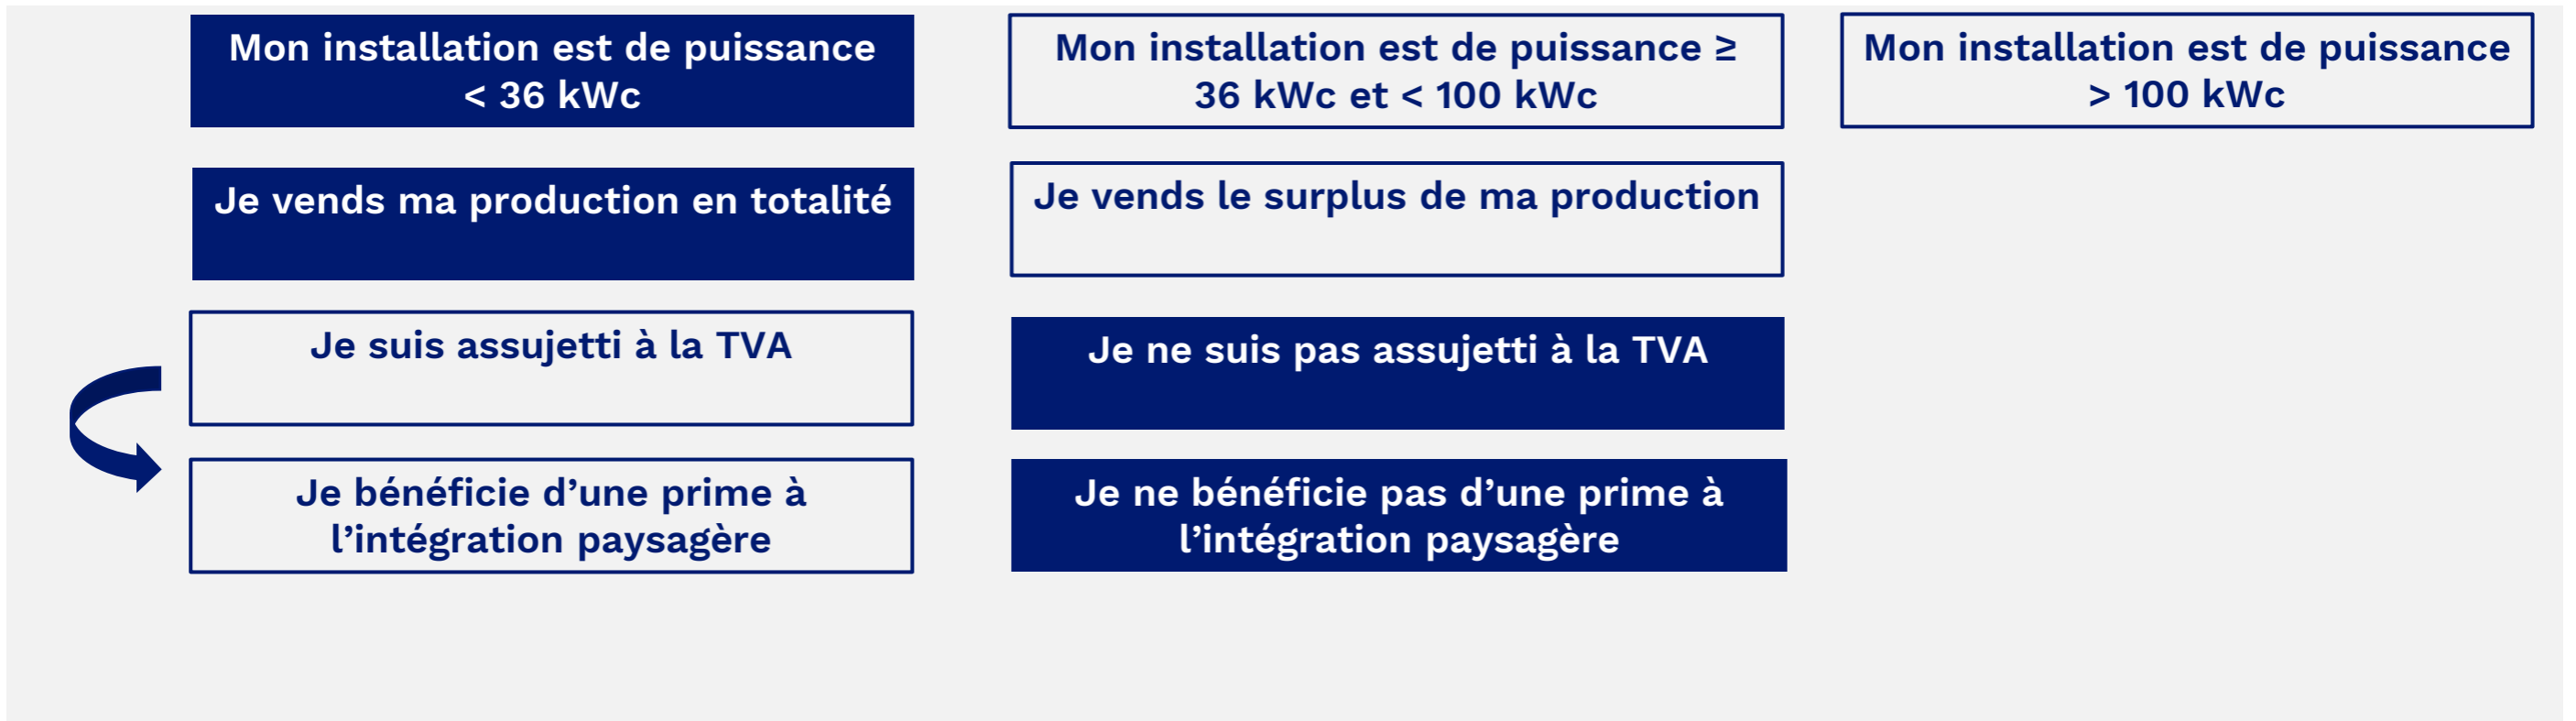 Mon installation est de puissance
< 36 kWc
Mon installation est de puissance ≥
36 kWc et < 100 kWc
Mon installation est de puissance
> 100 kWc
Je vends ma production en totalité
Je vends le surplus de ma production
Je suis assujetti à la TVA
Je ne suis pas assujetti à la TVA
Je bénéficie d’une prime à
l’intégration paysagère
Je ne bénéficie pas d’une prime à
l’intégration paysagère